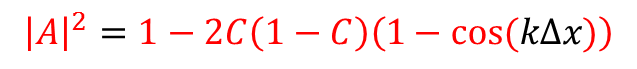 |A|² = 1 − 2C(1 − C)(1 − cos(kΔx))